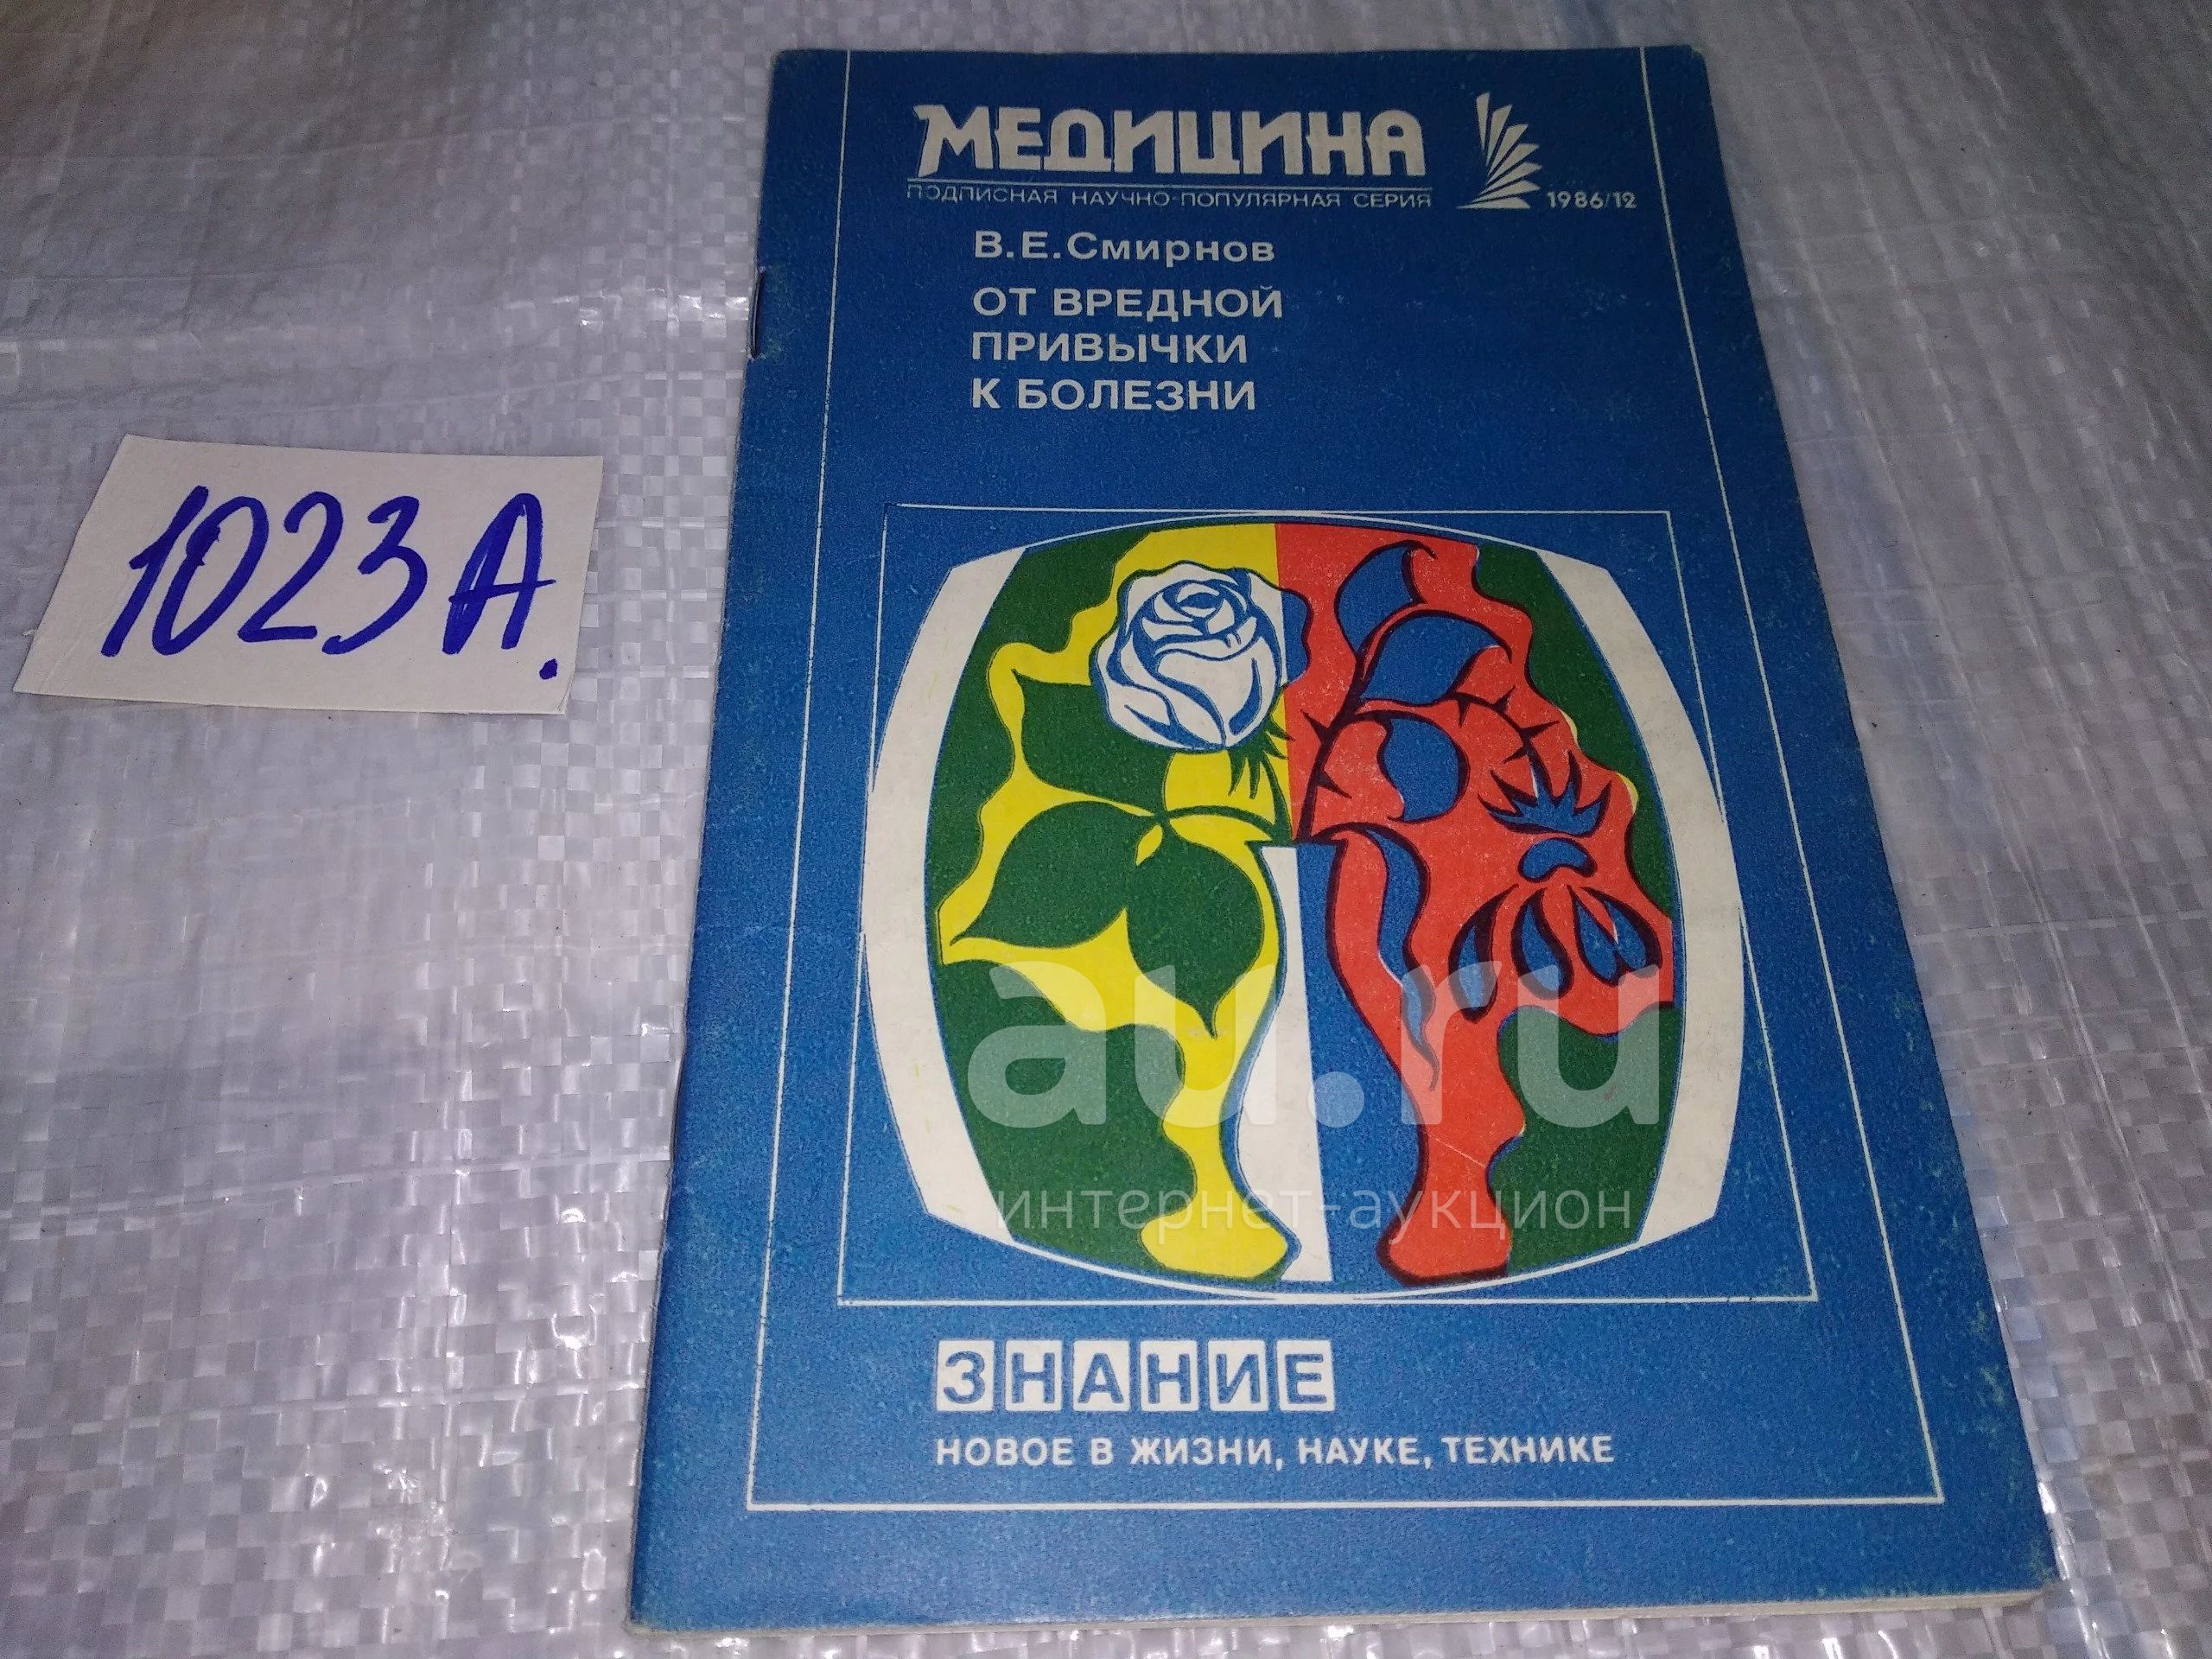 МЕДИЦИНА
ПОДПИСНАЯ НАУЧНО-ПОПУЛЯРНАЯ СЕРИЯ
1986/12
В.Е.Смирнов
ОТ ВРЕДНОЙ
ПРИВЫЧКИ
К БОЛЕЗНИ
1023А.
au.ru
интернет-аукцион
ЗНАНИЕ
НОВОЕ В ЖИЗНИ, НАУКЕ, ТЕХНИКЕ